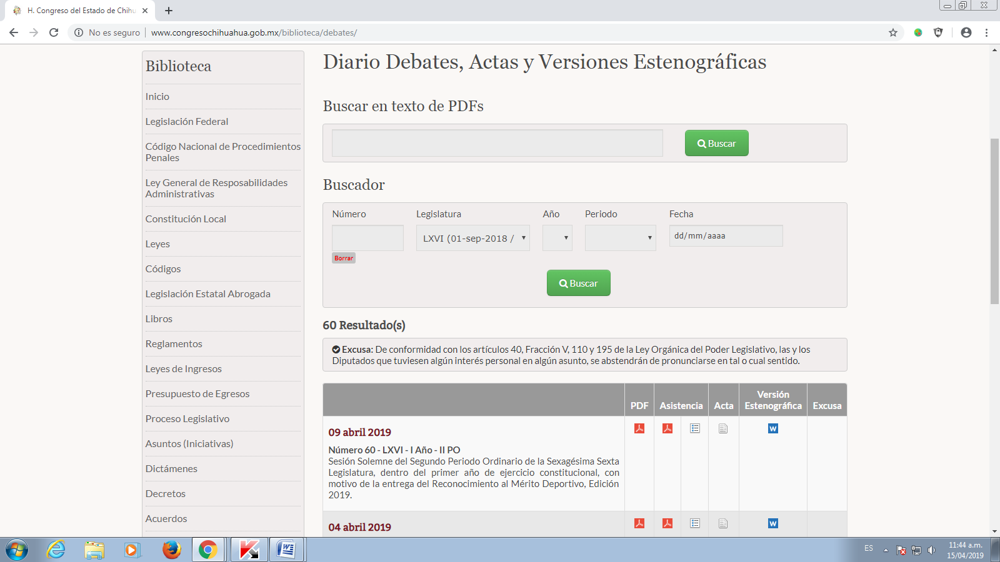 H. Congreso del Estado de Chihu
No es seguro
www.congresochihuahua.gob.mx/biblioteca/debates/
Biblioteca
Inicio
Legislación Federal
Código Nacional de Procedimientos
Penales
Ley General de Resposabilidades
Administrativas
Constitución Local
Leyes
Códigos
Legislación Estatal Abrogada
Libros
Reglamentos
Leyes de Ingresos
Presupuesto de Egresos
Proceso Legislativo
Asuntos (Iniciativas)
Dictámenes
Decretos
Acuerdos
Diario Debates, Actas y Versiones Estenográficas
Buscar en texto de PDFs
Buscar
Buscador
Número Legislatura Año Periodo Fecha
LXVI (01-sep-2018 / dd/mm/aaaa
Borrar
Buscar
60 Resultado(s)
Excusa: De conformidad con los artículos 40, Fracción V, 110 y 195 de la Ley Orgánica del Poder Legislativo, las y los
Diputados que tuviesen algún interés personal en algún asunto, se abstendrán de pronunciarse en tal o cual sentido.
PDF Asistencia Acta Versión Estenográfica Excusa
09 abril 2019
Número 60 - LXVI - I Año - II PO
Sesión Solemne del Segundo Periodo Ordinario de la Sexagésima Sexta
Legislatura, dentro del primer año de ejercicio constitucional, con
motivo de la entrega del Reconocimiento al Mérito Deportivo, Edición
2019.
04 abril 2019
ES
11:44 a.m.
15/04/2019